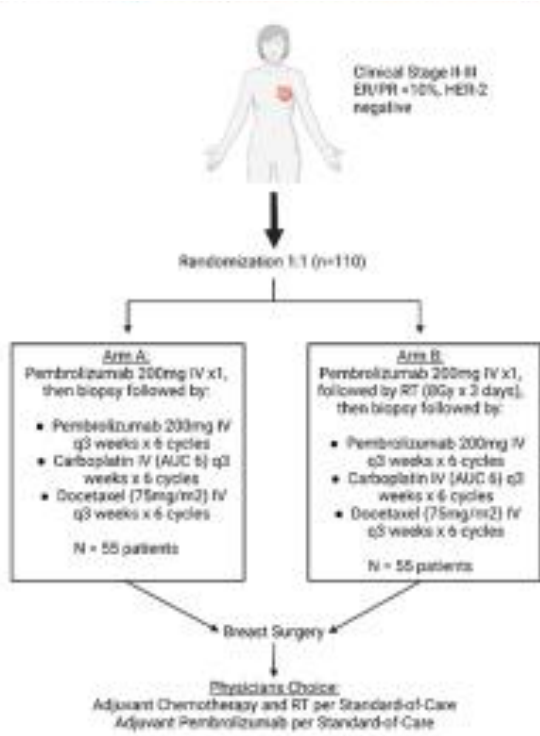 Clinical Stage II-III
ER/PR <10%, HER-2
negative
Randomization 1:1 (n=110)
Arm A:
Pembrolizumab 200mg IV x1,
then biopsy followed by:
• Pembrolizumab 200mg IV
q3 weeks x 6 cycles
• Carboplatin IV (AUC 6) q3
weeks x 6 cycles
• Docetaxel (75mg/m2) IV
q3 weeks x 6 cycles
N = 55 patients
Arm B:
Pembrolizumab 200mg IV x1,
followed by RT (8Gy x 3 days),
then biopsy followed by:
• Pembrolizumab 200mg IV
q3 weeks x 6 cycles
• Carboplatin IV (AUC 6) q3
weeks x 6 cycles
• Docetaxel (75mg/m2) IV
q3 weeks x 6 cycles
N = 55 patients
Breast Surgery
Physicians Choice:
Adjuvant Chemotherapy and RT per Standard-of-Care
Adjuvant Pembrolizumab per Standard-of-Care